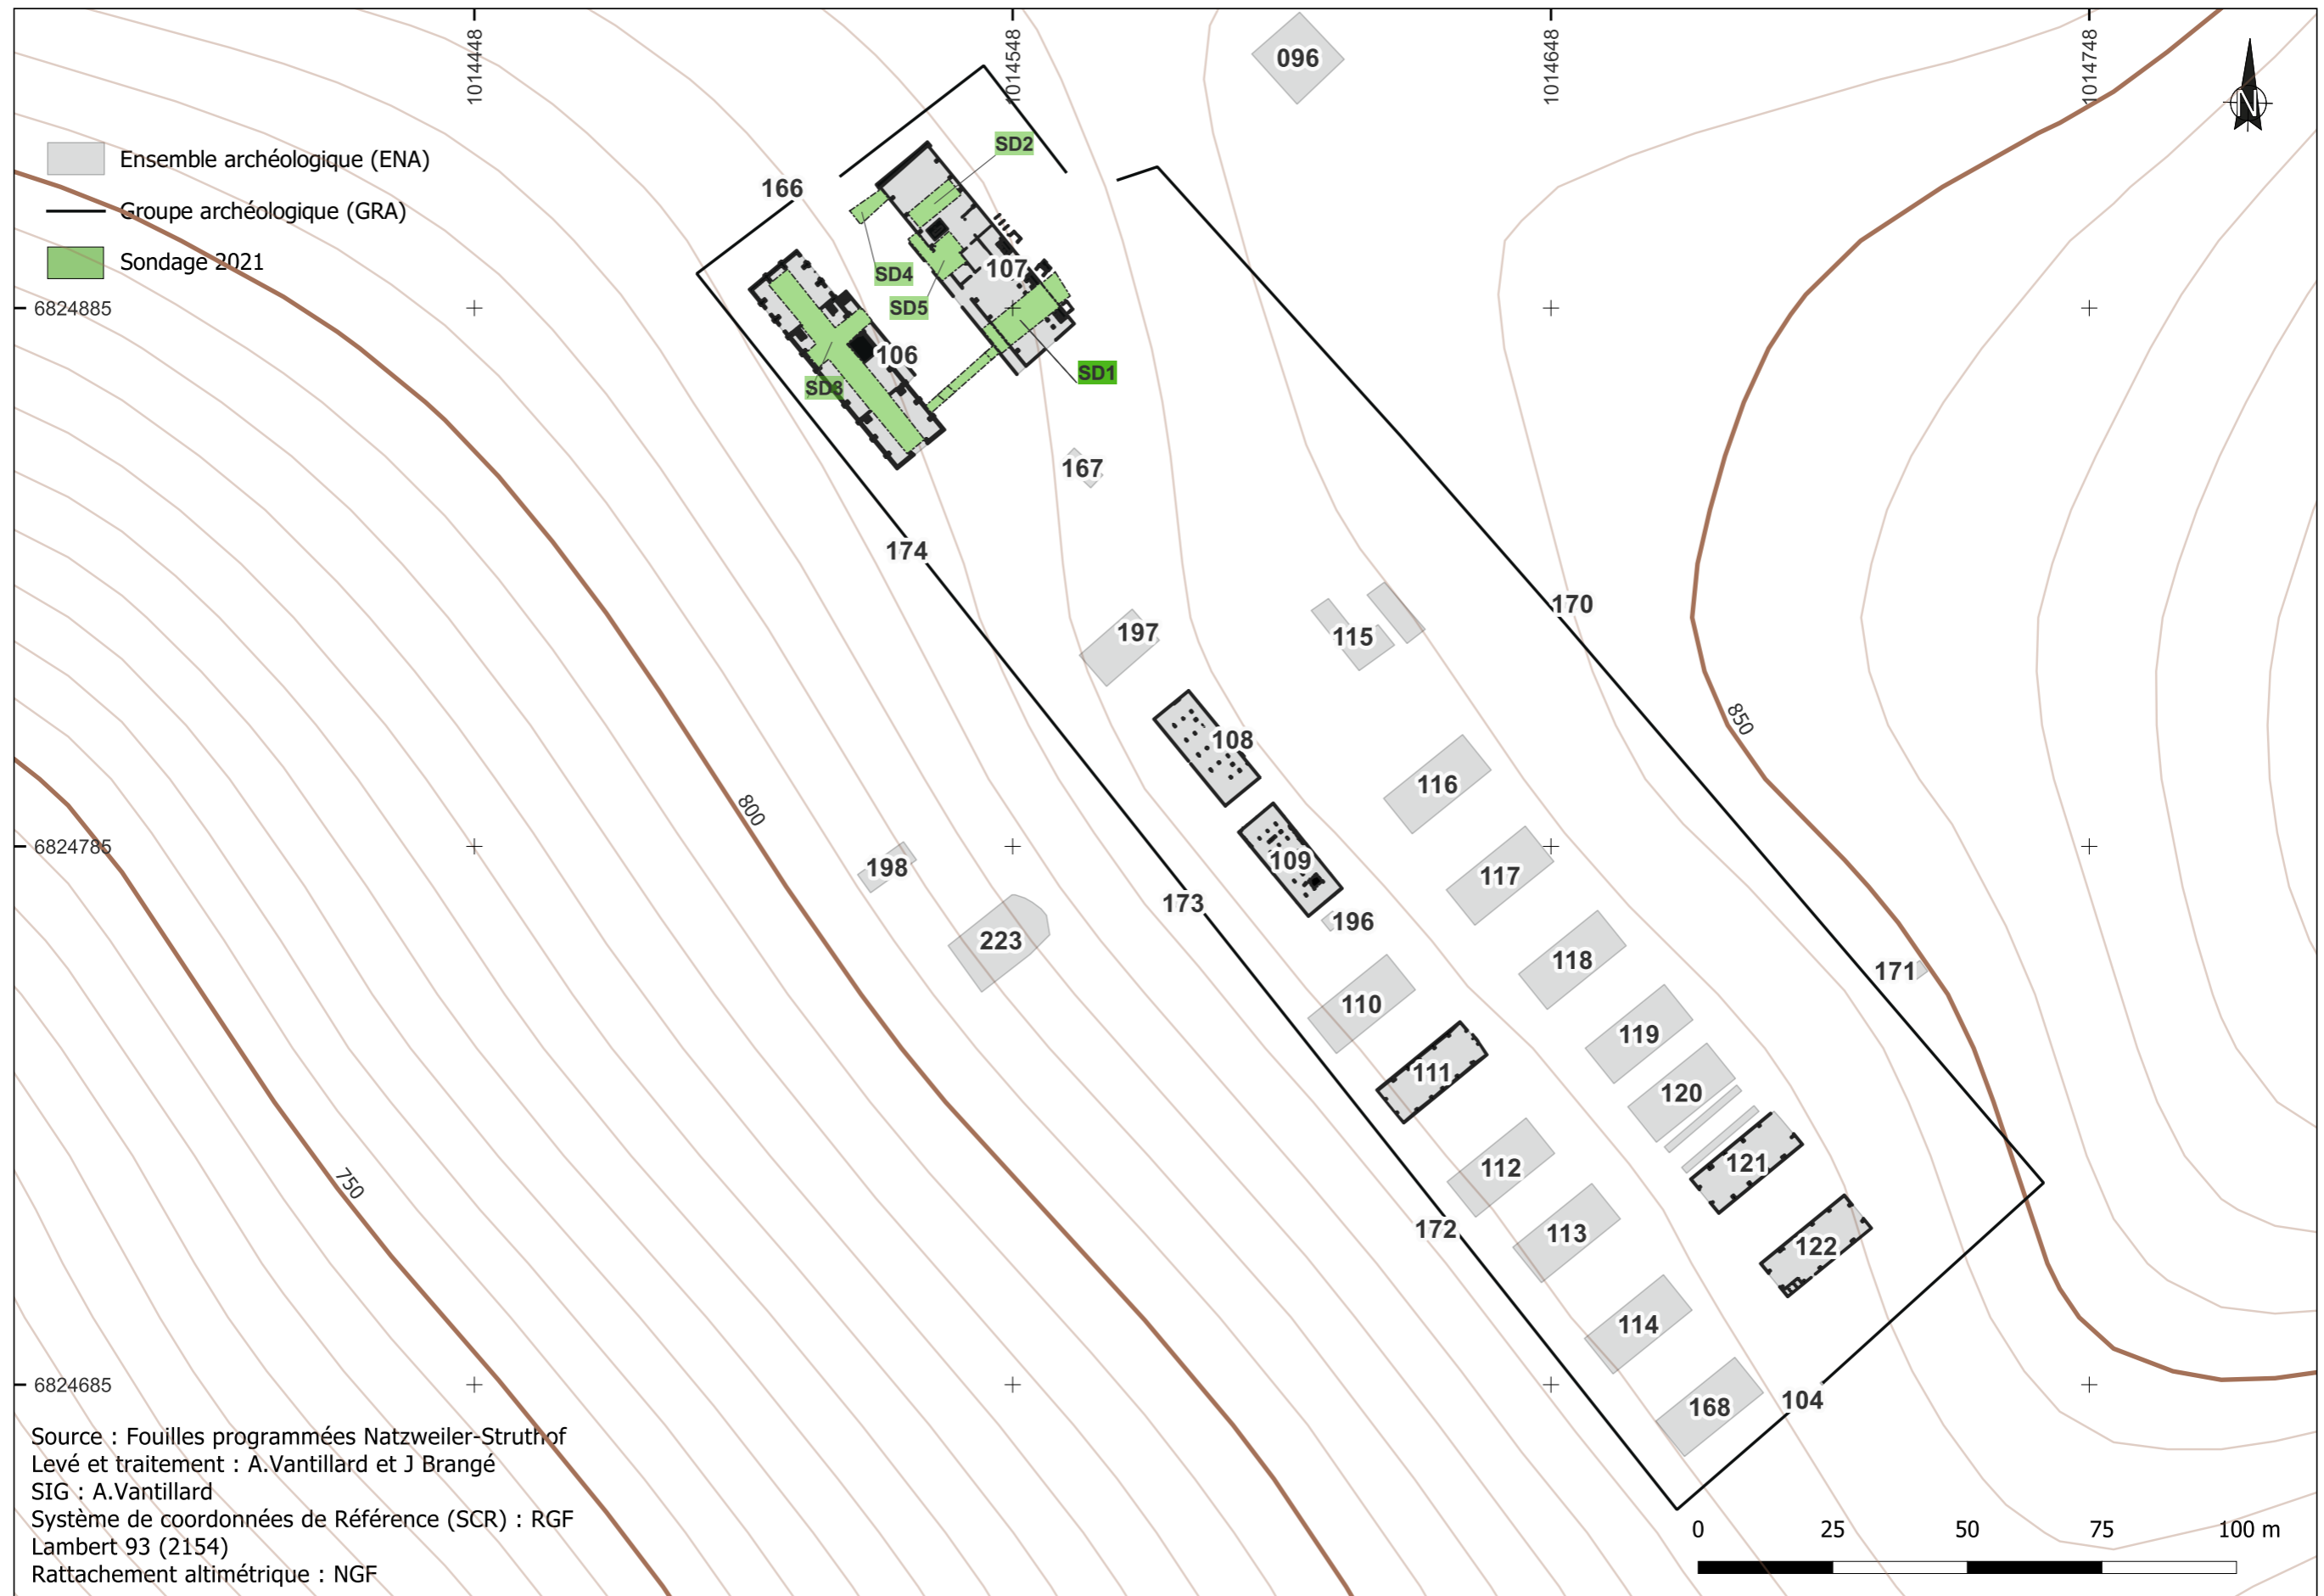 1014448
1014548
1014648
1014748
096
N
Ensemble archéologique (ENA)
Groupe archéologique (GRA)
Sondage 2021
SD2
166
SD4
107
SD5
6824885
106
SD1
SD3
167
174
170
197
115
850
108
116
800
6824785
109
117
198
173
196
223
118
171
110
119
111
120
121
112
750
172
113
122
114
6824685
168
104
Source : Fouilles programmées Natzweiler-Struthof
Levé et traitement : A.Vantillard et J Brangé
SIG : A.Vantillard
Système de coordonnées de Référence (SCR) : RGF
Lambert 93 (2154)
Rattachement altimétrique : NGF
0 25 50 75 100 m